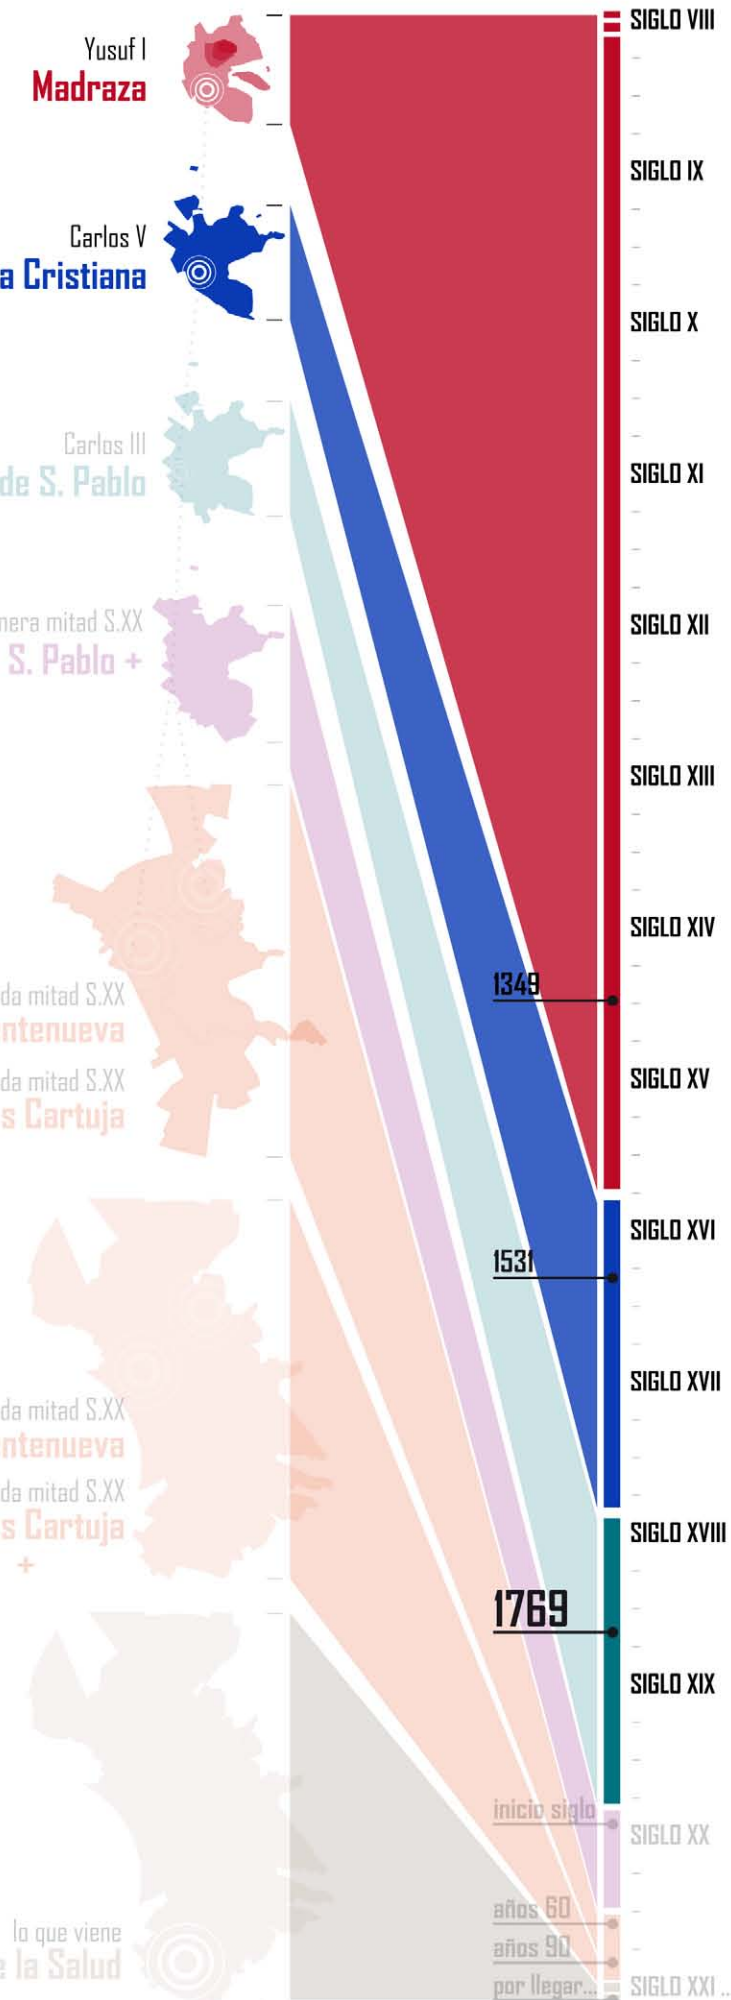 Yusuf I
Madraza
Carlos V
a Cristiana
Carlos III
de S. Pablo
nera mitad S.XX
S. Pablo +
da mitad S.XX
ntenueva
da mitad S.XX
s Cartuja
da mitad S.XX
ntenueva
da mitad S.XX
s Cartuja
+
lo que viene
e la Salud
1349
1531
1769
inicio siglo
años 60
años 90
por llegar...
SIGLO VIII
SIGLO IX
SIGLO X
SIGLO XI
SIGLO XII
SIGLO XIII
SIGLO XIV
SIGLO XV
SIGLO XVI
SIGLO XVII
SIGLO XVIII
SIGLO XIX
SIGLO XX
SIGLO XXI ..